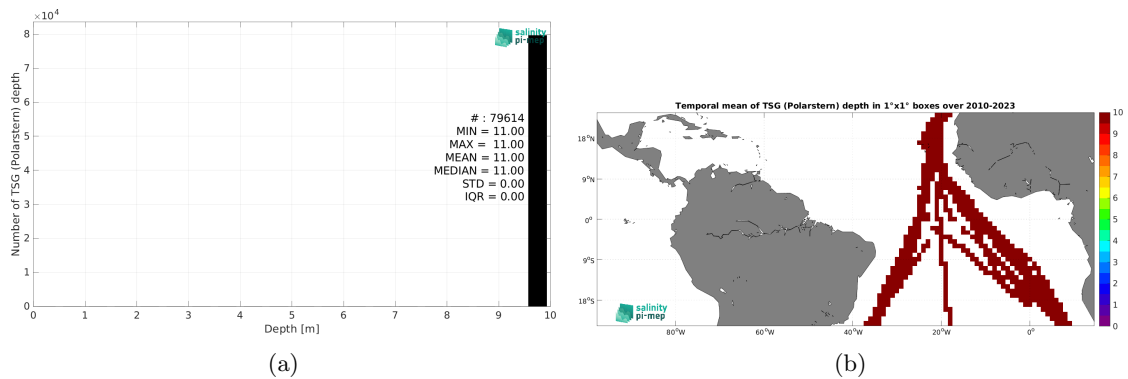 ×10⁴
8
7
6
5
4
3
2
1
0
Number of TSG (Polarstern) depth
salinity
pi-mep
# : 79614
MIN = 11.00
MAX = 11.00
MEAN = 11.00
MEDIAN = 11.00
STD = 0.00
IQR = 0.00
0 1 2 3 4 5 6 7 8 9 10
Depth [m]
(a)
Temporal mean of TSG (Polarstern) depth in 1°x1° boxes over 2010-2023
18°N
9°N
0°
9°S
18°S
salinity
pi-mep
80°W 60°W 40°W 20°W 0°
10
9
8
7
6
5
4
3
2
1
0
(b)